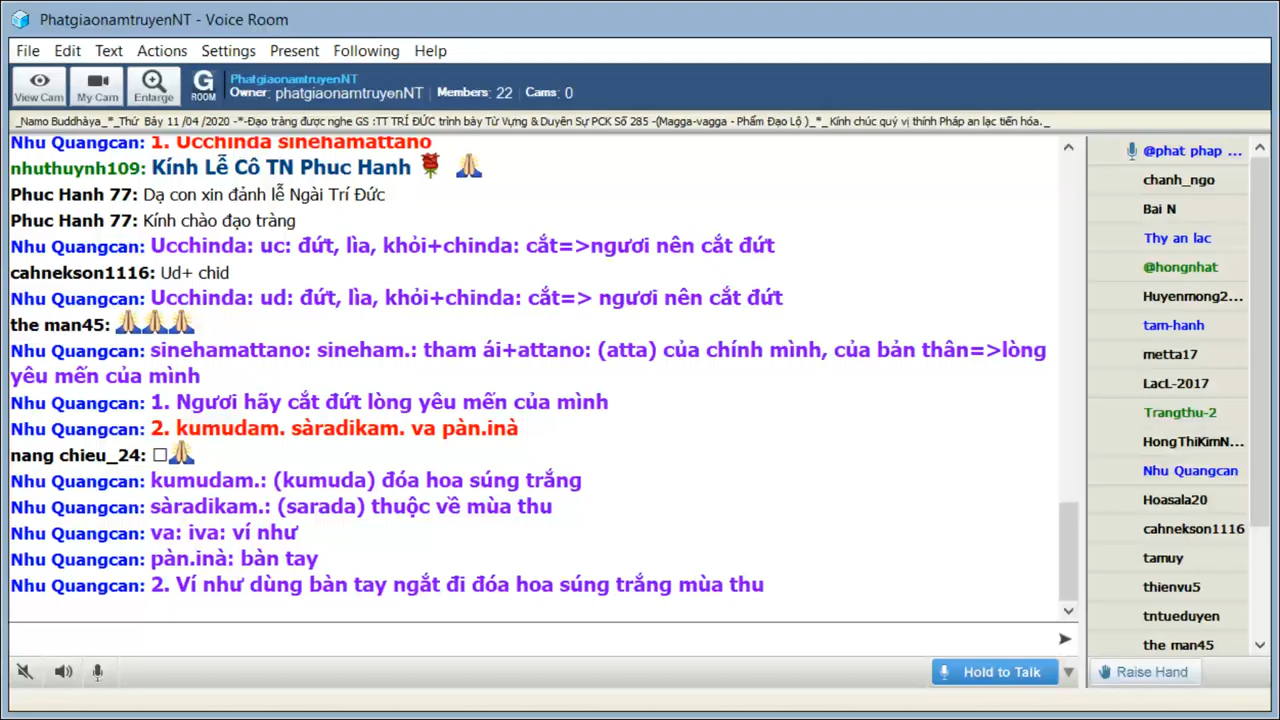 PhatgiaonamtruyenNT - Voice Room
File Edit Text Actions Settings Present Following Help
View Cam My Cam Enlarge G ROOM
PhatgiaonamtruyenNT
Owner: phatgiaonamtruyenNT Members: 22 Cams: 0
_Namo Buddhàya_*_Thứ Bảy 11 /04 /2020 -*-Đạo tràng được nghe GS :TT TRÍ ĐỨC trình bày Từ Vựng & Duyên Sự PCK Số 285 -(Magga-vagga - Phẩm Đạo Lộ )_*_ Kính chúc quý vị thính Pháp an lạc tiến hóa._
Nhu Quangcan: 1. Ucchinda sinehamattano
nhuthuynh109: Kính Lễ Cô TN Phuc Hanh
Phuc Hanh 77: Dạ con xin đảnh lễ Ngài Trí Đức
Phuc Hanh 77: Kính chào đạo tràng
Nhu Quangcan: Ucchinda: uc: đứt, lìa, khỏi+chinda: cắt=>ngươi nên cắt đứt
cahnekson1116: Ud+ chid
Nhu Quangcan: Ucchinda: ud: đứt, lìa, khỏi+chinda: cắt=> ngươi nên cắt đứt
the man45:
Nhu Quangcan: sinehamattano: sineham.: tham ái+attano: (atta) của chính mình, của bản thân=>lòng
yêu mến của mình
Nhu Quangcan: 1. Ngươi hãy cắt đứt lòng yêu mến của mình
Nhu Quangcan: 2. kumudam. sàradikam. va pàn.inà
nang chieu_24:
Nhu Quangcan: kumudam.: (kumuda) đóa hoa súng trắng
Nhu Quangcan: sàradikam.: (sarada) thuộc về mùa thu
Nhu Quangcan: va: iva: ví như
Nhu Quangcan: pàn.inà: bàn tay
Nhu Quangcan: 2. Ví như dùng bàn tay ngắt đi đóa hoa súng trắng mùa thu
@phat phap ...
chanh_ngo
Bai N
Thy an lac
@hongnhat
Huyenmong2...
tam-hanh
metta17
LacL-2017
Trangthu-2
HongThiKimN...
Nhu Quangcan
Hoasala20
cahnekson1116
tamuy
thienvu5
tntueduyen
the man45
Hold to Talk
Raise Hand